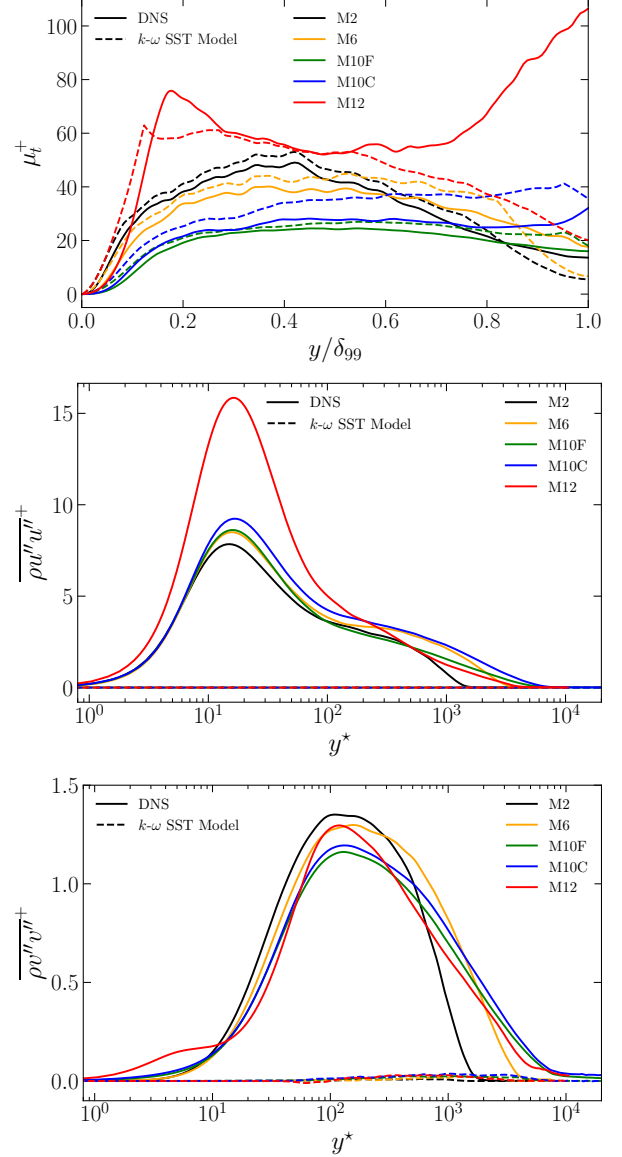 DNS
k-ω SST Model
M2
M6
M10F
M10C
M12
μ_t^+
100
80
60
40
20
0
0.0 0.2 0.4 0.6 0.8 1.0
y/δ_99
DNS
k-ω SST Model
M2
M6
M10F
M10C
M12
ρu''u''^+
15
10
5
0
10^0 10^1 10^2 10^3 10^4
y^⋆
DNS
k-ω SST Model
M2
M6
M10F
M10C
M12
ρv''v''^+
1.5
1.0
0.5
0.0
10^0 10^1 10^2 10^3 10^4
y^⋆